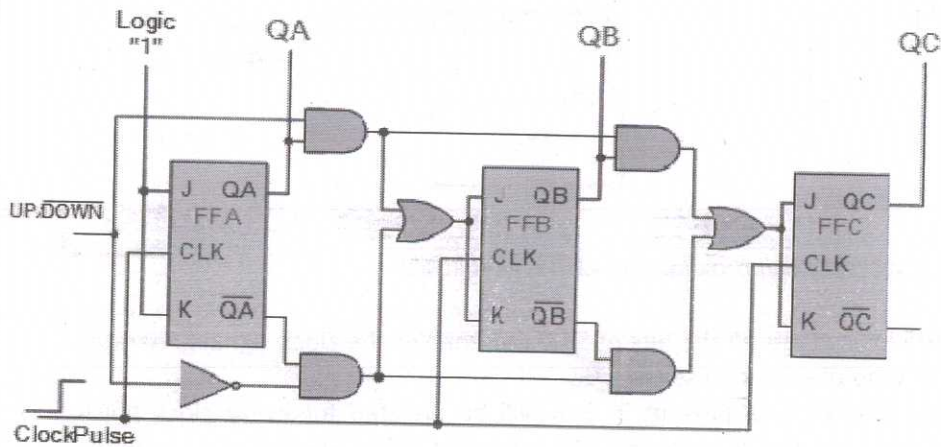 Logic
"1"
QA
QB
QC
UP/DOWN
J QA
FFA
CLK
K QA
J QB
FFB
CLK
K QB
J QC
FFC
CLK
K QC
ClockPulse